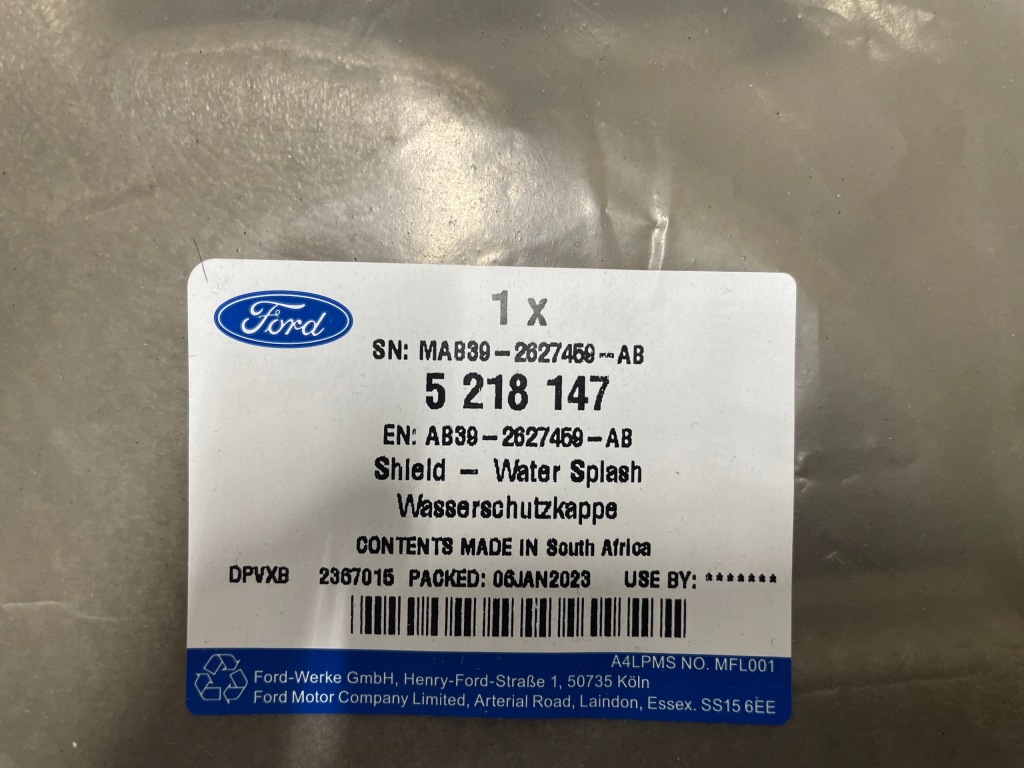 Ford
1 x
SN: MAB39-2627459-AB
5 218 147
EN: AB39-2627459-AB
Shield - Water Splash
Wasserschutzkappe
CONTENTS MADE IN South Africa
DPVXB 2367015 PACKED: 06JAN2023 USE BY: *******
A4LPMS NO. MFL001
Ford-Werke GmbH, Henry-Ford-Straße 1, 50735 Köln
Ford Motor Company Limited, Arterial Road, Laindon, Essex. SS15 6EE